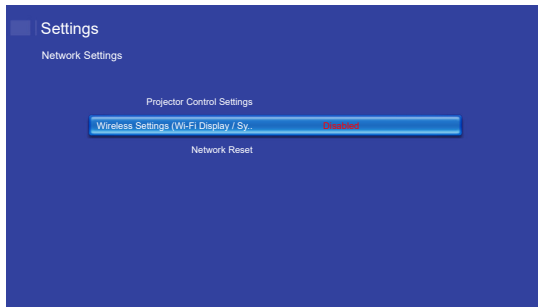 Settings
Network Settings
Projector Control Settings
Wireless Settings (Wi-Fi Display / Sy.. Disabled
Network Reset